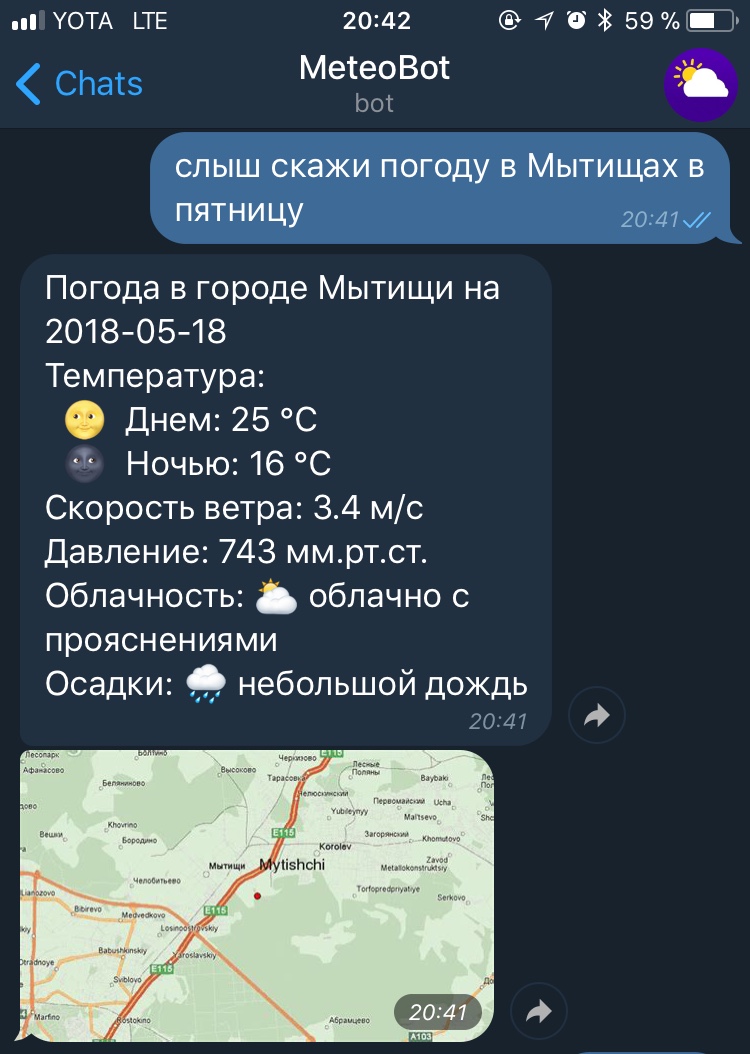 YOTA LTE 20:42 59 %
Chats
MeteoBot
bot
слыш скажи погоду в Мытищах в
пятницу
20:41
Погода в городе Мытищи на
2018-05-18
Температура:
Днем: 25 °C
Ночью: 16 °C
Скорость ветра: 3.4 м/с
Давление: 743 мм.рт.ст.
Облачность: облачно с
прояснениями
Осадки: небольшой дождь
20:41
Лесопарк
Болтино
Черкизово
E115
Афанасово
Высоково
Тарасовка
Лесные
Поляны
Baybaki
Беляниново
Челюскинский
Первомайский
Ucha
Yubileynyy
Mal'tsevo
Khovrino
Вешки
Бородино
E115
Загорянский
Khomutovo
Korolev
Мытищи
Mytishchi
Zavod
Metallokonstruktsiy
Челобитьево
Torfopredpriyatiye
Serkovo
Lianozovo
Bibirevo
Medvedkovo
E115
Losinoostrovskiy
Babushkinskiy
Yaroslavskiy
Otradnoye
E115
Sviblovo
Marfino
Rostokino
Абрамцево
20:41
A103